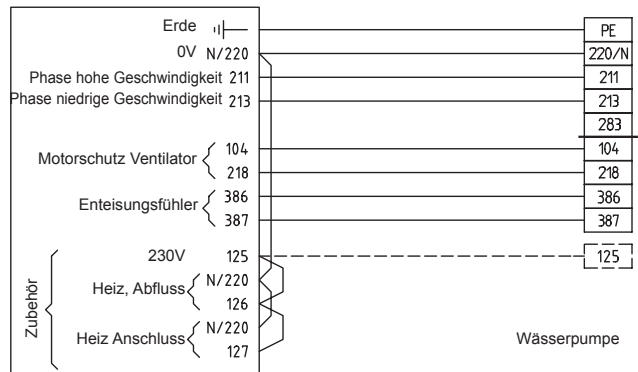 Erde
PE
0V N/220
220/N
Phase hohe Geschwindigkeit 211
211
Phase niedrige Geschwindigkeit 213
213
283
Motorschutz Ventilator
104
104
218
218
Enteisungsfühler
386
386
387
387
Zubehör
230V 125
125
Heiz, Abfluss
N/220
126
Heiz Anschluss
N/220
127
Wässerpumpe